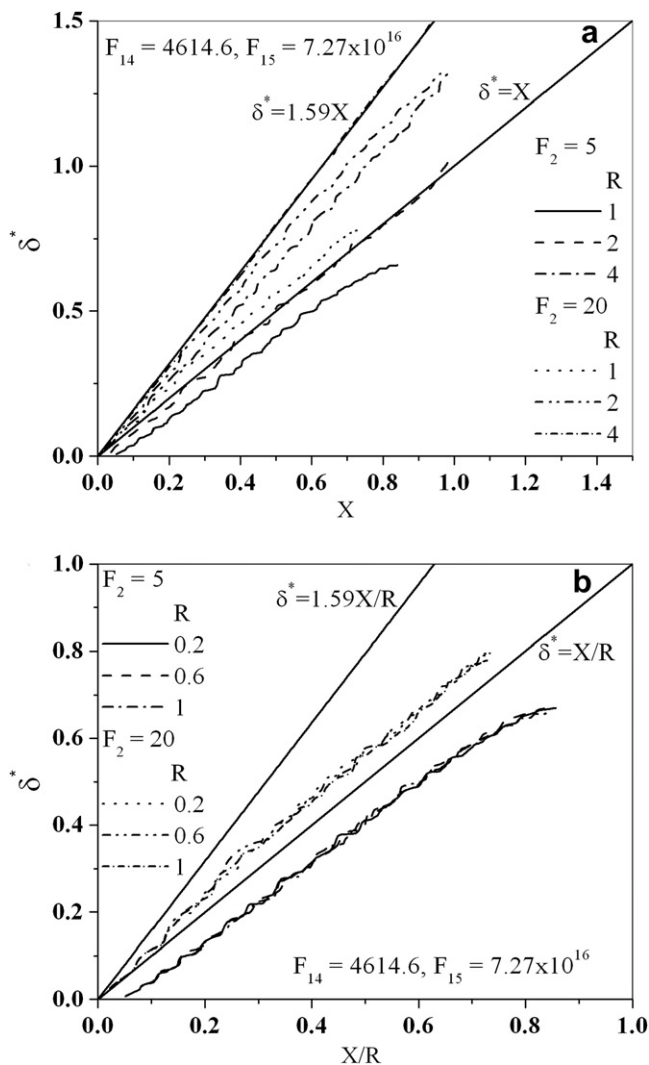 a
F₁₄ = 4614.6, F₁₅ = 7.27x10¹⁶
δ*=1.59X
δ*=X
F₂ = 5
R
1
2
4
F₂ = 20
R
1
2
4
1.5
1.0
0.5
0.0
δ*
0.0 0.2 0.4 0.6 0.8 1.0 1.2 1.4
X
b
F₂ = 5
R
0.2
0.6
1
F₂ = 20
R
0.2
0.6
1
δ*=1.59X/R
δ*=X/R
F₁₄ = 4614.6, F₁₅ = 7.27x10¹⁶
1.0
0.8
0.6
0.4
0.2
0.0
δ*
0.0 0.2 0.4 0.6 0.8 1.0
X/R